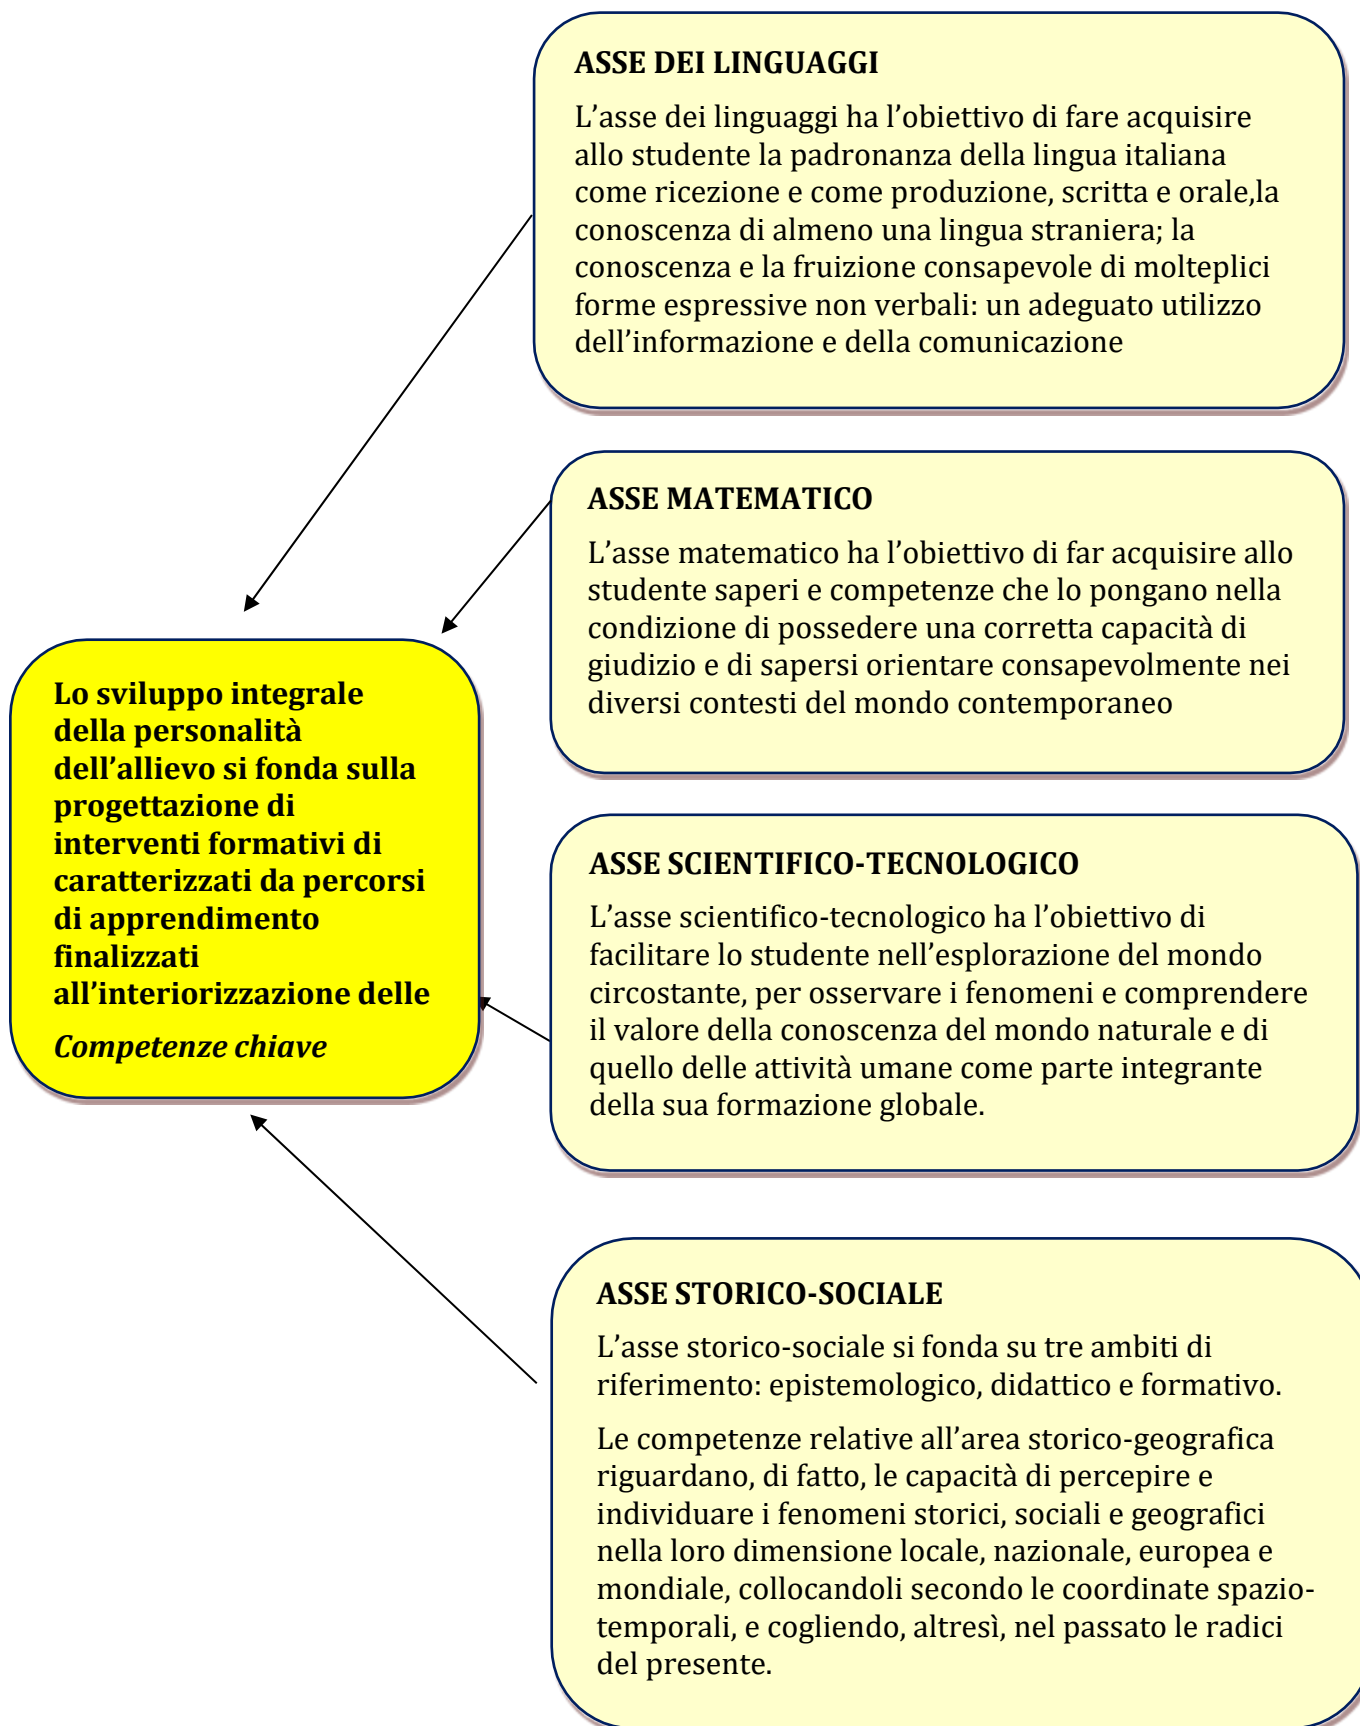 ASSE DEI LINGUAGGI
L’asse dei linguaggi ha l’obiettivo di fare acquisire
allo studente la padronanza della lingua italiana
come ricezione e come produzione, scritta e orale,la
conoscenza di almeno una lingua straniera; la
conoscenza e la fruizione consapevole di molteplici
forme espressive non verbali: un adeguato utilizzo
dell’informazione e della comunicazione
ASSE MATEMATICO
L’asse matematico ha l’obiettivo di far acquisire allo
studente saperi e competenze che lo pongano nella
condizione di possedere una corretta capacità di
giudizio e di sapersi orientare consapevolmente nei
diversi contesti del mondo contemporaneo
Lo sviluppo integrale
della personalità
dell’allievo si fonda sulla
progettazione di
interventi formativi di
caratterizzati da percorsi
di apprendimento
finalizzati
all’interiorizzazione delle
Competenze chiave
ASSE SCIENTIFICO-TECNOLOGICO
L’asse scientifico-tecnologico ha l’obiettivo di
facilitare lo studente nell’esplorazione del mondo
circostante, per osservare i fenomeni e comprendere
il valore della conoscenza del mondo naturale e di
quello delle attività umane come parte integrante
della sua formazione globale.
ASSE STORICO-SOCIALE
L’asse storico-sociale si fonda su tre ambiti di
riferimento: epistemologico, didattico e formativo.
Le competenze relative all’area storico-geografica
riguardano, di fatto, le capacità di percepire e
individuare i fenomeni storici, sociali e geografici
nella loro dimensione locale, nazionale, europea e
mondiale, collocandoli secondo le coordinate spazio-
temporali, e cogliendo, altresì, nel passato le radici
del presente.